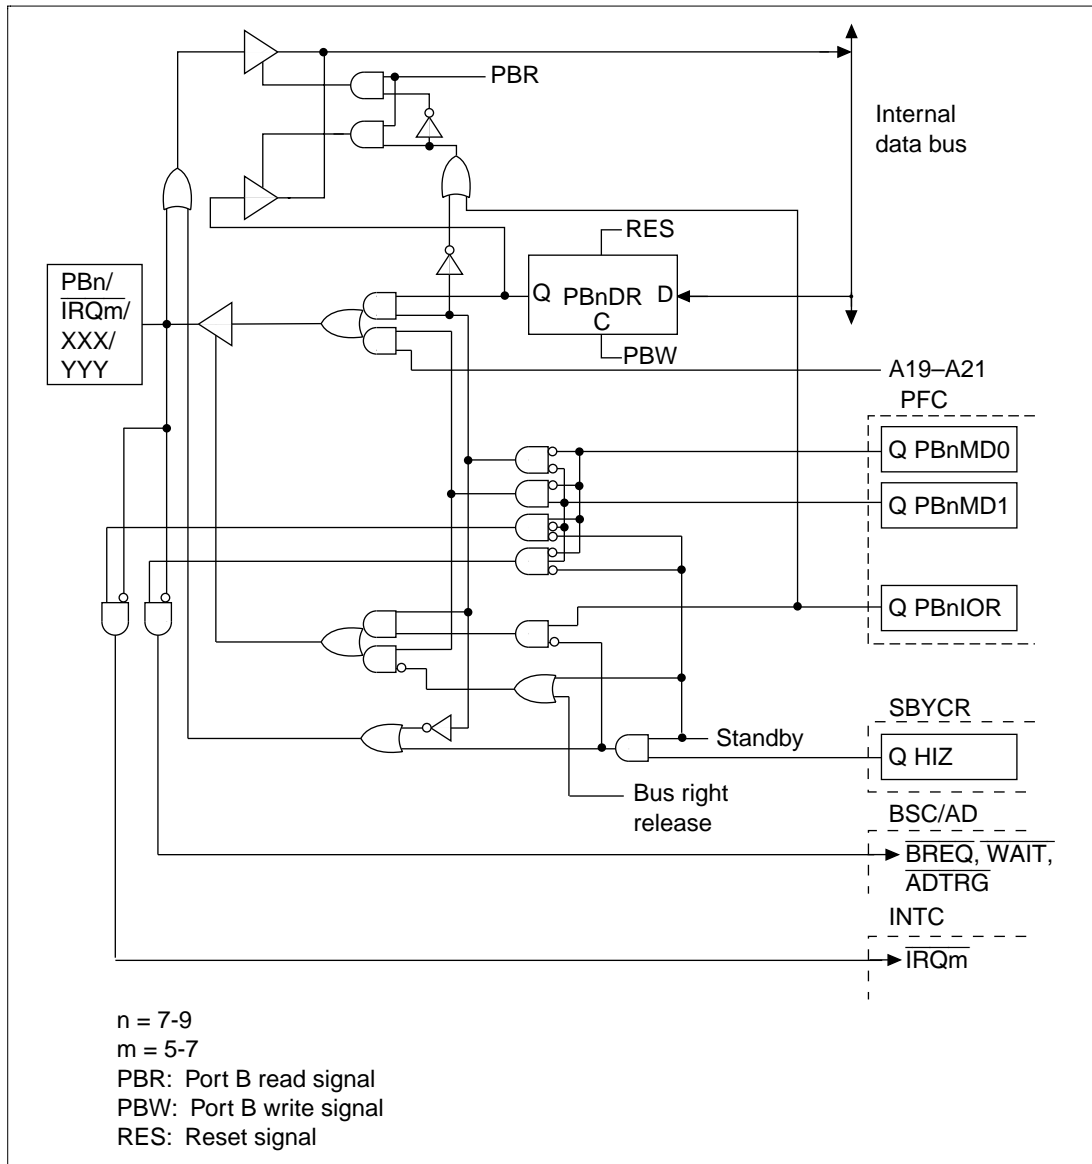 PBR
Internal
data bus
RES
PBn/
IRQm/
XXX/
YYY
Q PBnDR D
C
PBW
A19–A21
PFC
Q PBnMD0
Q PBnMD1
Q PBnIOR
SBYCR
Standby
Q HIZ
Bus right
release
BSC/AD
BREQ, WAIT,
ADTRG
INTC
IRQm
n = 7-9
m = 5-7
PBR: Port B read signal
PBW: Port B write signal
RES: Reset signal